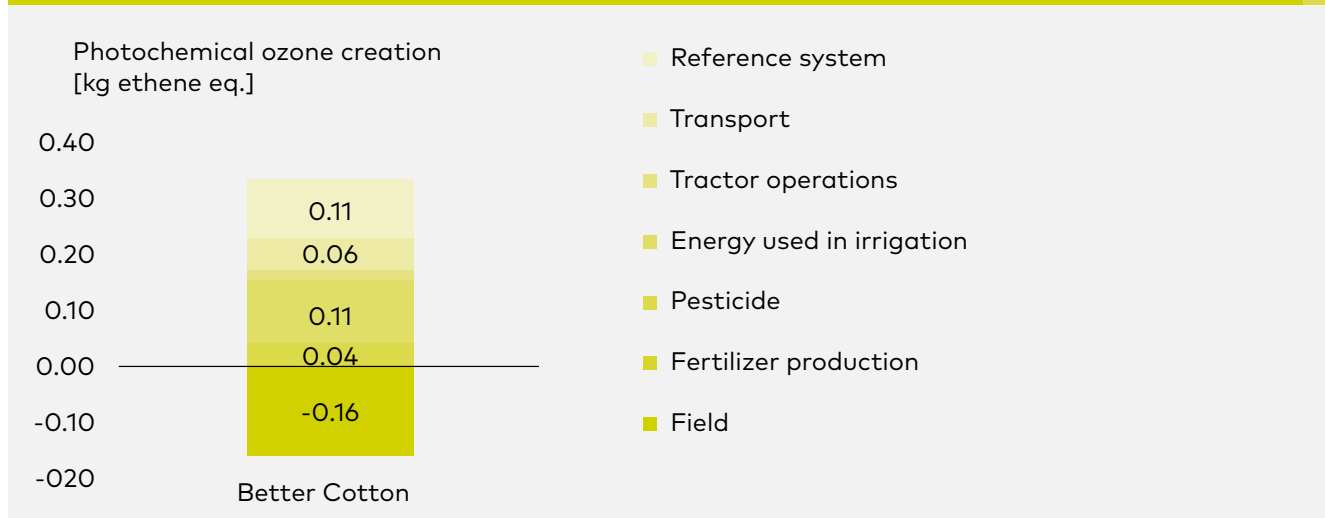 Photochemical ozone creation
[kg ethene eq.]
0.40
0.30
0.20
0.10
0.00
-0.10
-020
0.11
0.06
0.11
0.04
-0.16
Better Cotton
Reference system
Transport
Tractor operations
Energy used in irrigation
Pesticide
Fertilizer production
Field